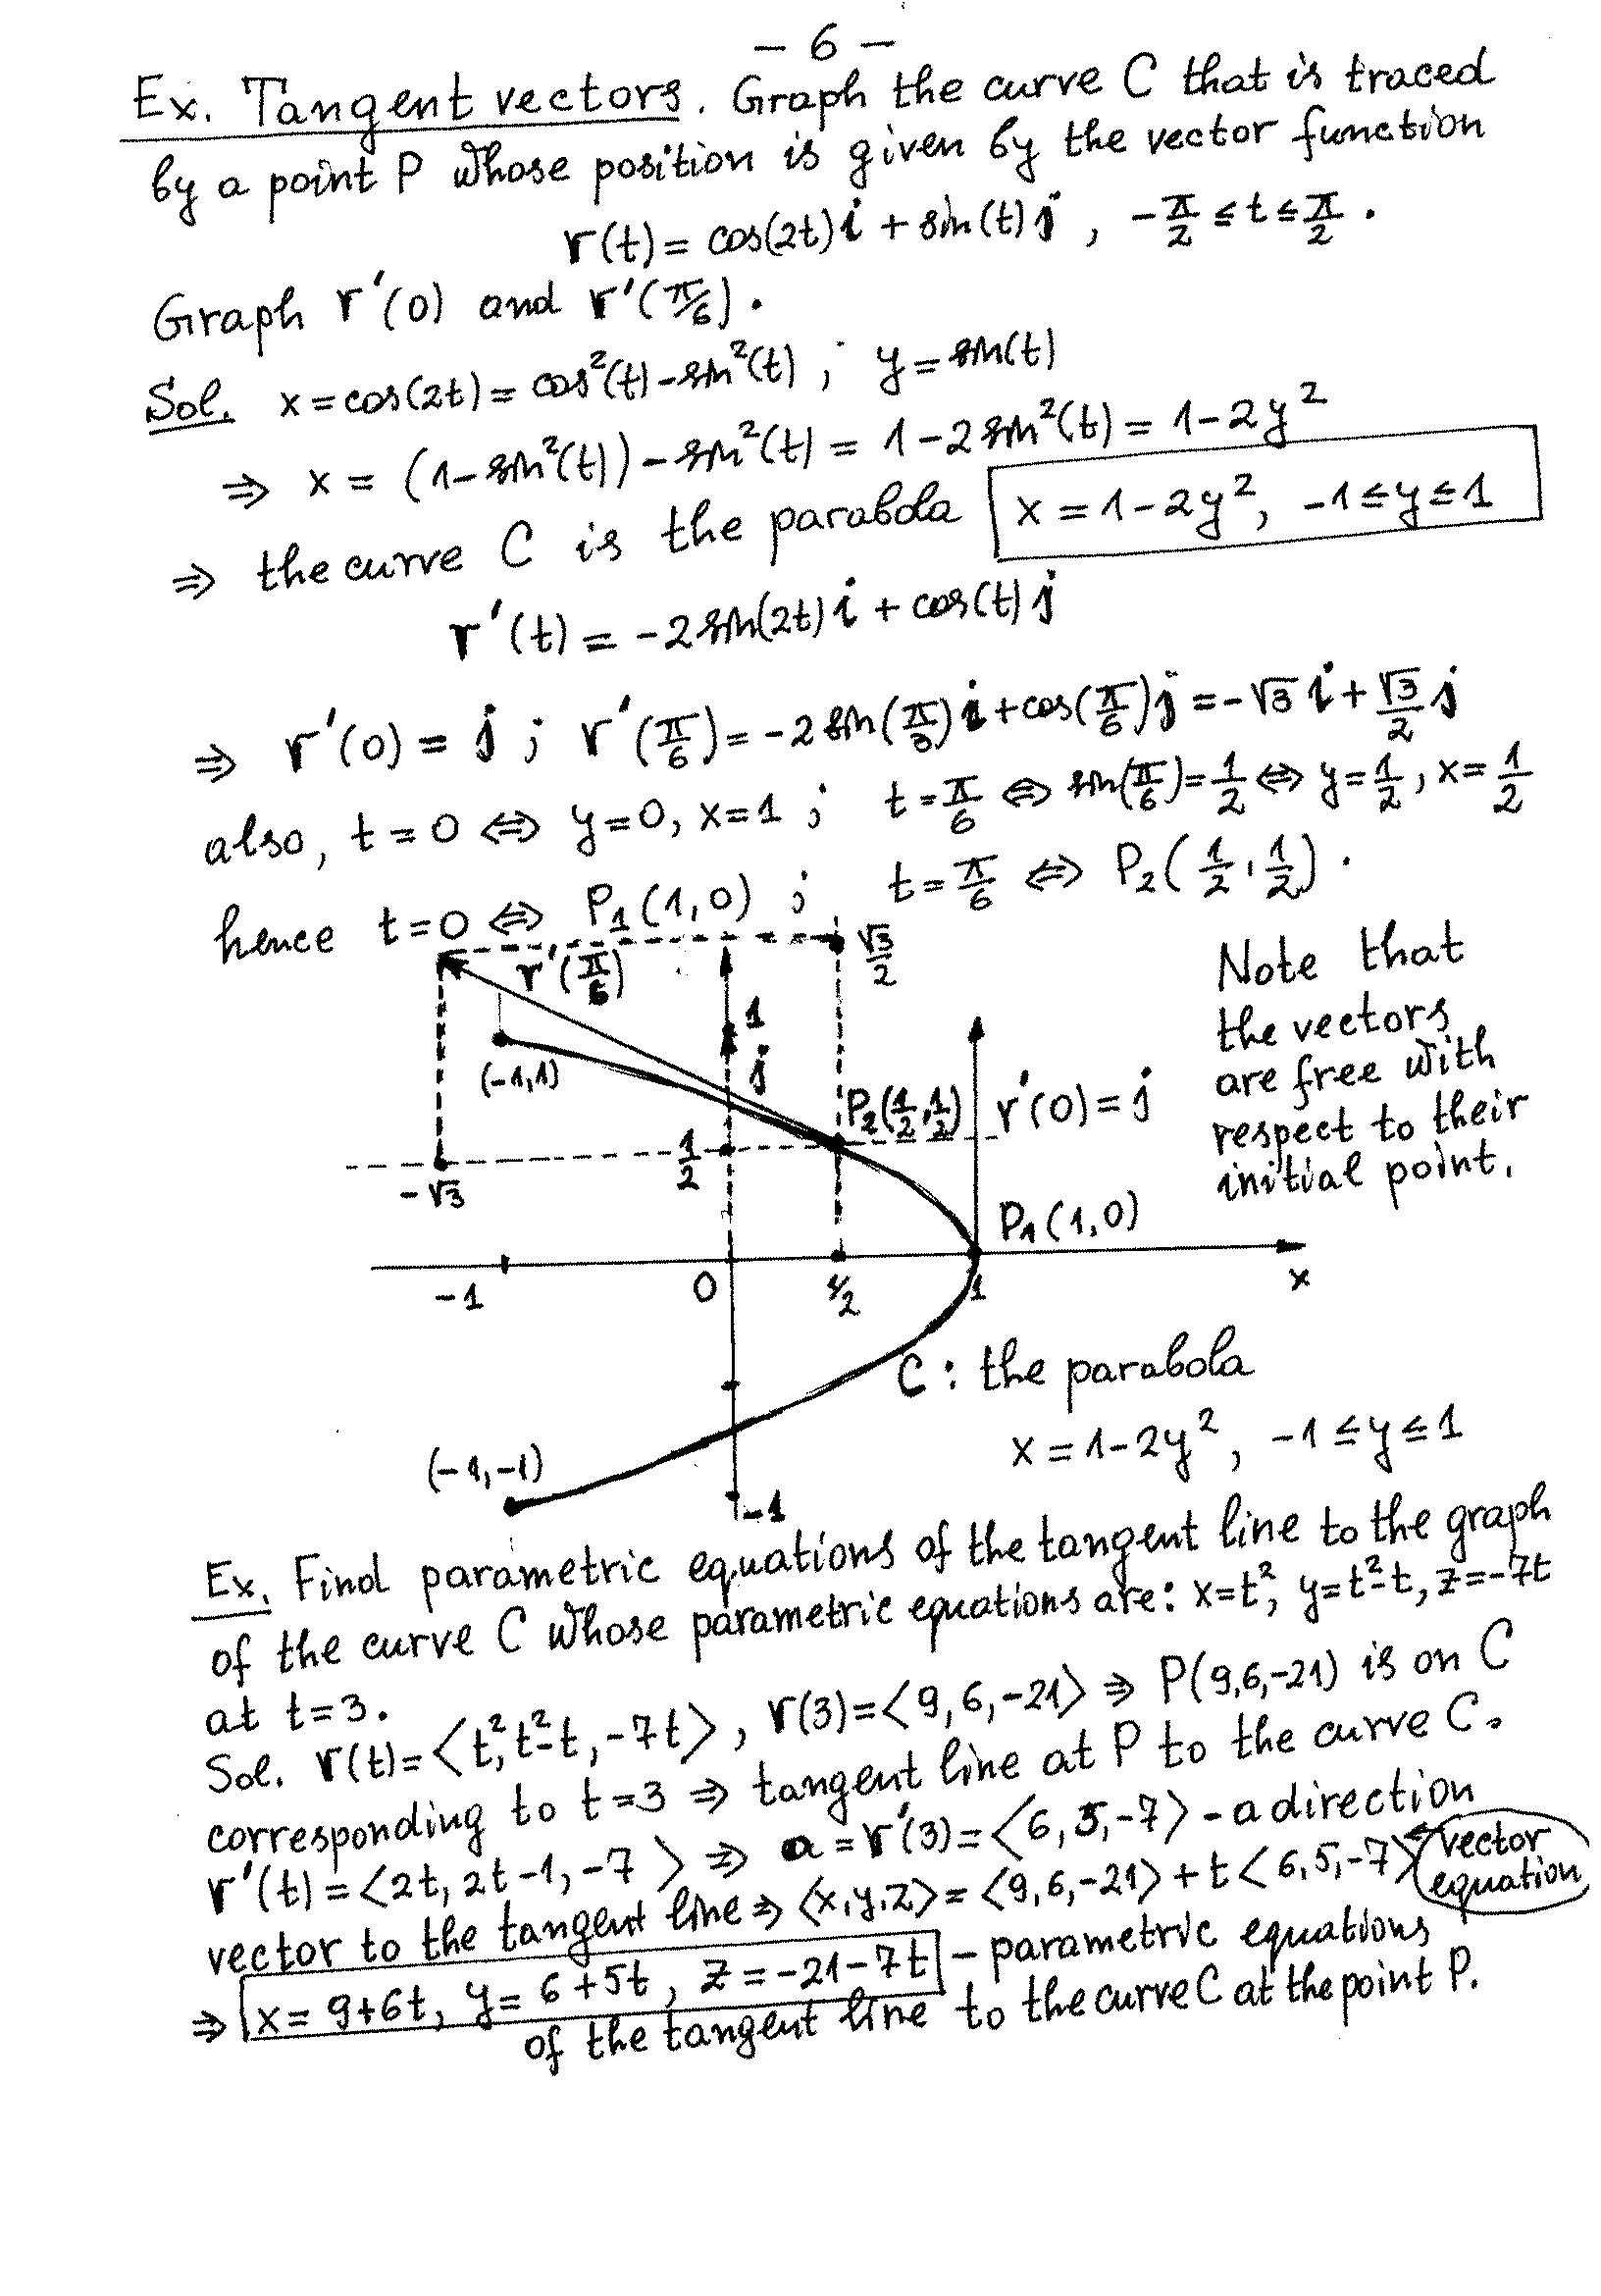 - 6 -
Ex. Tangent vectors. Graph the curve C that is traced
by a point P whose position is given by the vector function
r(t) = cos(2t) i + sin(t) j , -π/2 ≤ t ≤ π/2 .
Graph r'(0) and r'(π/6) .
Sol. x = cos(2t) = cos²(t) - sin²(t) ; y = sin(t)
⇒ x = (1 - sin²(t)) - sin²(t) = 1 - 2 sin²(t) = 1 - 2y²
⇒ the curve C is the parabola x = 1 - 2y², -1 ≤ y ≤ 1
r'(t) = -2 sin(2t) i + cos(t) j
⇒ r'(0) = j ; r'(π/6) = -2 sin(π/3) i + cos(π/6) j = -√3 i + √3/2 j
also, t = 0 ⇔ y = 0, x = 1 ; t = π/6 ⇔ sin(π/6) = 1/2 ⇔ y = 1/2, x = 1/2
hence t = 0 ⇔ P₁(1,0) ; t = π/6 ⇔ P₂(1/2, 1/2) .
r'(π/6)
√3/2
Note that
the vectors
are free with
respect to their
initial point.
1
j
(-1,1)
P₂(1/2, 1/2)
r'(0) = j
1/2
-√3
P₁(1,0)
-1
0
1/2
1
x
C : the parabola
x = 1 - 2y², -1 ≤ y ≤ 1
(-1,-1)
-1
Ex. Find parametric equations of the tangent line to the graph
of the curve C whose parametric equations are: x=t², y=t²-t, z=-7t
at t=3.
Sol. r(t) = <t², t²-t, -7t> , r(3) = <9, 6, -21> ⇒ P(9,6,-21) is on C
corresponding to t=3 ⇒ tangent line at P to the curve C.
r'(t) = <2t, 2t-1, -7> ⇒ a = r'(3) = <6, 5, -7> - a direction
vector to the tangent line ⇒ <x,y,z> = <9,6,-21> + t <6,5,-7> vector equation
⇒ x = 9+6t, y = 6+5t, z = -21-7t - parametric equations
of the tangent line to the curve C at the point P.